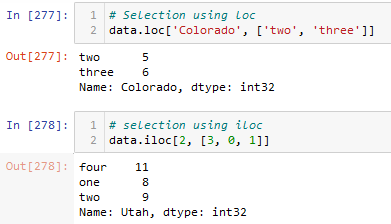 In [277]:
1 # Selection using loc
2 data.loc['Colorado', ['two', 'three']]
Out[277]:
two 5
three 6
Name: Colorado, dtype: int32
In [278]:
1 # selection using iloc
2 data.iloc[2, [3, 0, 1]]
Out[278]:
four 11
one 8
two 9
Name: Utah, dtype: int32